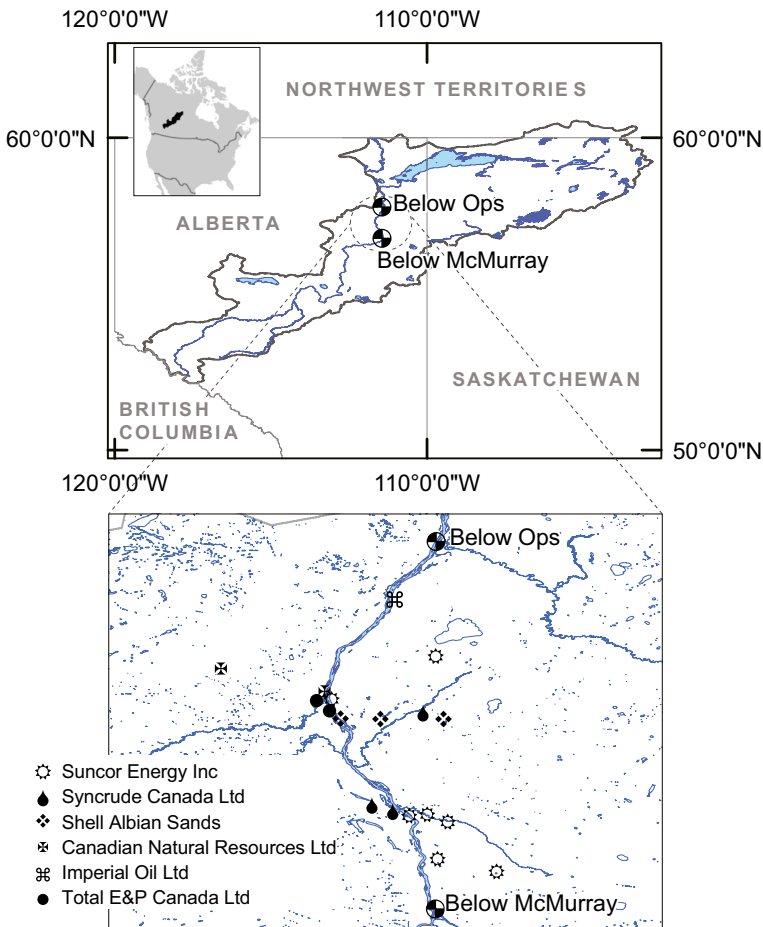 120°0'0"W 110°0'0"W
NORTHWEST TERRITORIES
60°0'0"N 60°0'0"N
Below Ops
ALBERTA
Below McMurray
SASKATCHEWAN
BRITISH
COLUMBIA
50°0'0"N
120°0'0"W 110°0'0"W
Below Ops
Suncor Energy Inc
Syncrude Canada Ltd
Shell Albian Sands
Canadian Natural Resources Ltd
Imperial Oil Ltd
Total E&P Canada Ltd
Below McMurray